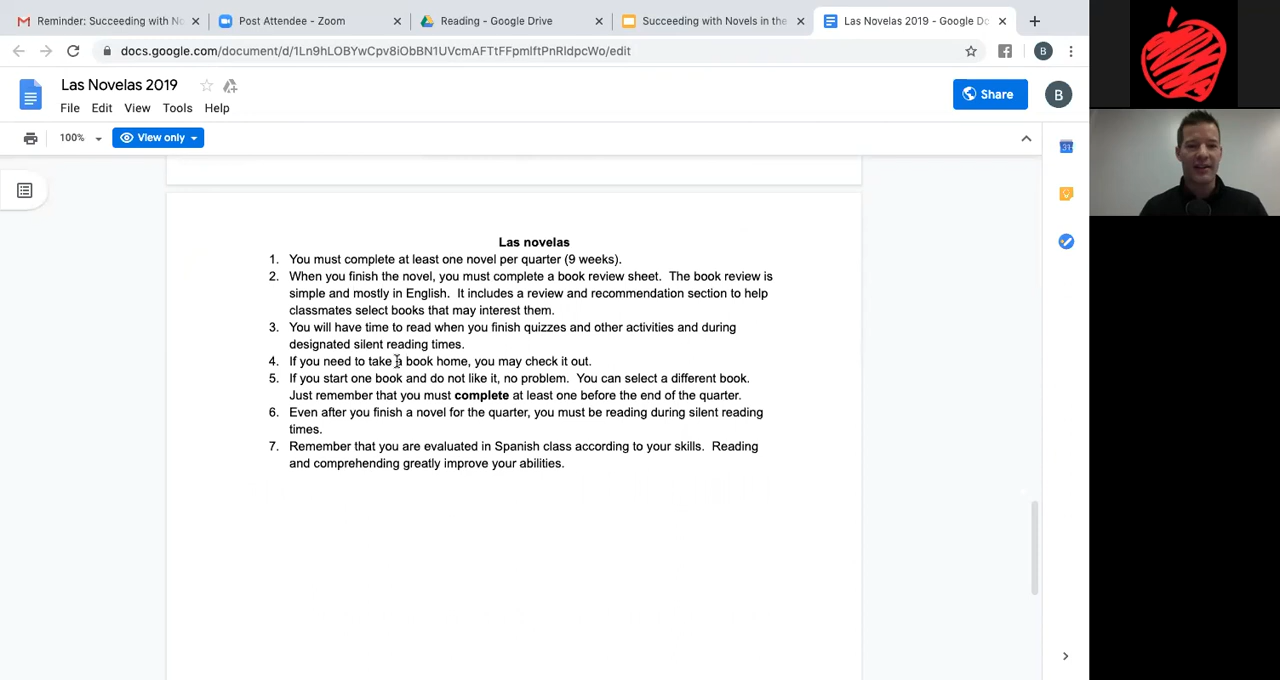 Reminder: Succeeding with No
Post Attendee - Zoom
Reading - Google Drive
Succeeding with Novels in the
Las Novelas 2019 - Google Do
docs.google.com/document/d/1Ln9hLOBYwCpv8iObBN1UVcmAFTtFFpmlftPnRldpcWo/edit
B
Las Novelas 2019
File Edit View Tools Help
Share
B
100%
View only
31
Las novelas
1. You must complete at least one novel per quarter (9 weeks).
2. When you finish the novel, you must complete a book review sheet. The book review is
simple and mostly in English. It includes a review and recommendation section to help
classmates select books that may interest them.
3. You will have time to read when you finish quizzes and other activities and during
designated silent reading times.
4. If you need to take a book home, you may check it out.
5. If you start one book and do not like it, no problem. You can select a different book.
Just remember that you must complete at least one before the end of the quarter.
6. Even after you finish a novel for the quarter, you must be reading during silent reading
times.
7. Remember that you are evaluated in Spanish class according to your skills. Reading
and comprehending greatly improve your abilities.